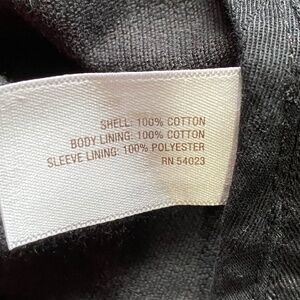 SHELL: 100% COTTON
BODY LINING: 100% COTTON
SLEEVE LINING: 100% POLYESTER
RN 54023